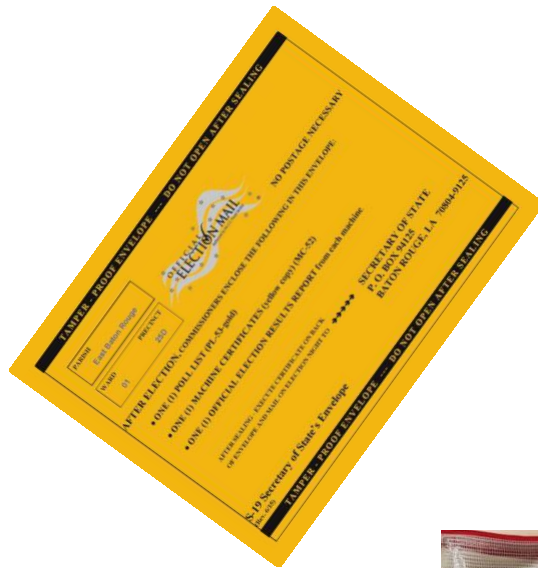 TAMPER - PROOF ENVELOPE --- DO NOT OPEN AFTER SEALING
PARISH
East Baton Rouge
WARD
01
PRECINCT
25D
LOUISIANA
ELECTION MAIL
NO POSTAGE NECESSARY
AFTER ELECTION, COMMISSIONERS ENCLOSE THE FOLLOWING IN THIS ENVELOPE:
• ONE (1) POLL LIST (PL-53-gold)
• ONE (1) MACHINE CERTIFICATES (yellow copy) (MC-52)
• ONE (1) OFFICIAL ELECTION RESULTS REPORT from each machine
AFTER SEALING - EXECUTE CERTIFICATE ON BACK
OF ENVELOPE AND MAIL ON ELECTION NIGHT TO
SECRETARY OF STATE
P. O. BOX 94125
BATON ROUGE, LA 70804-9125
S-19 Secretary of State's Envelope
TAMPER - PROOF ENVELOPE --- DO NOT OPEN AFTER SEALING